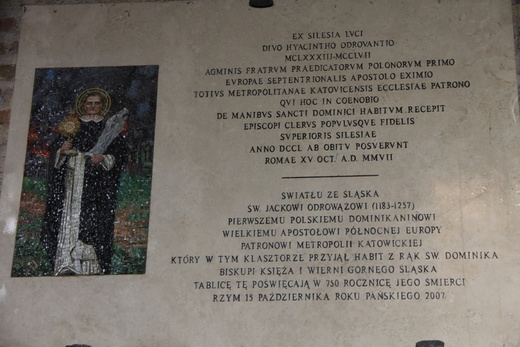 EX SILESIA LVCI
DIVO HYACINTHO ODROVANTIO
MCLXXXIII-MCCLVII
AGMINIS FRATRVM PRAEDICATORVM POLONORVM PRIMO
EVROPAE SEPTENTRIONALIS APOSTOLO EXIMIO
TOTIVS METROPOLITANAE KATOVICENSIS ECCLESIAE PATRONO
QVI HOC IN COENOBIO
DE MANIBVS SANCTI DOMINICI HABITVM RECEPIT
EPISCOPI CLERVS POPVLVSQVE FIDELIS
SVPERIORIS SILESIAE
ANNO DCCL AB OBITV POSVERVNT
ROMAE XV OCT. A.D. MMVII
ŚWIATŁU ZE ŚLĄSKA
ŚW. JACKOWI ODROWĄŻOWI (1183-1257)
PIERWSZEMU POLSKIEMU DOMINIKANINOWI
WIELKIEMU APOSTOŁOWI PÓŁNOCNEJ EUROPY
PATRONOWI METROPOLII KATOWICKIEJ
KTÓRY W TYM KLASZTORZE PRZYJĄŁ HABIT Z RĄK ŚW. DOMINIKA
BISKUPI KSIĘŻA I WIERNI GÓRNEGO ŚLĄSKA
TABLICĘ TĘ POŚWIĘCAJĄ W 750 ROCZNICĘ JEGO ŚMIERCI
RZYM 15 PAŹDZIERNIKA ROKU PAŃSKIEGO 2007